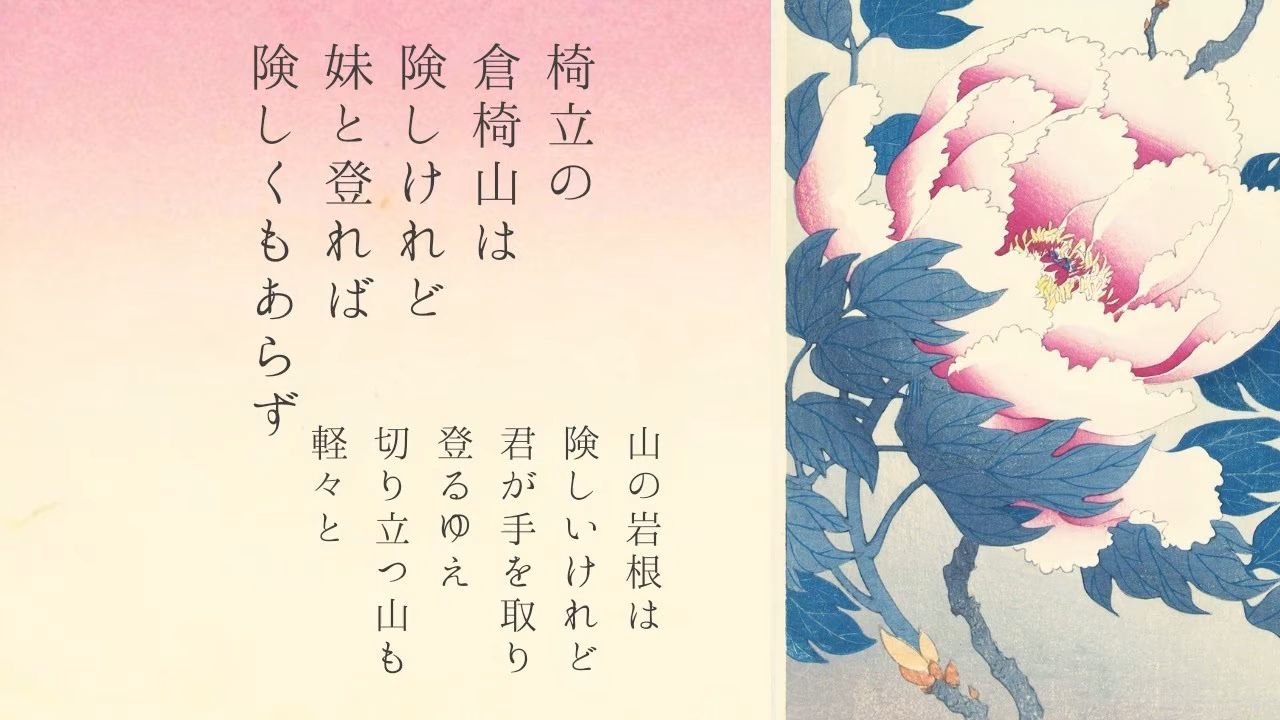 椅立の
倉椅山は
険しけれど
妹と登れば
険しくもあらず
山の岩根は
険しいけれど
君が手を取り
登るゆえ
切り立つ山も
軽々と